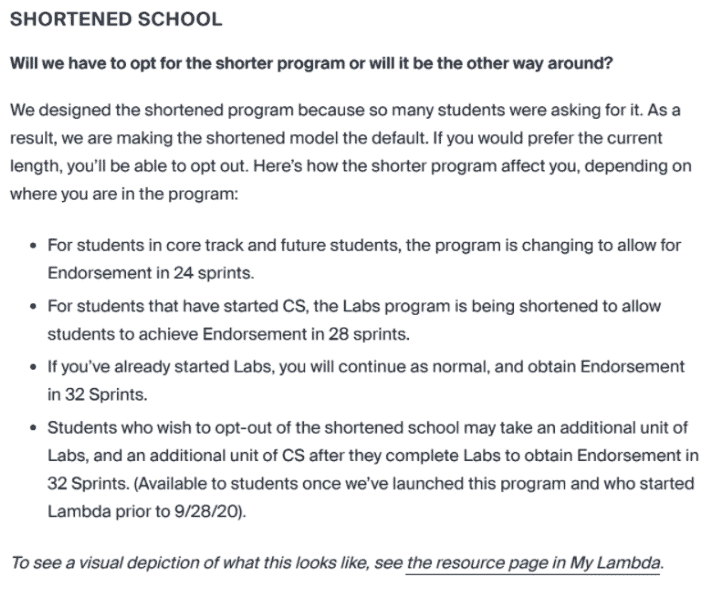 SHORTENED SCHOOL
Will we have to opt for the shorter program or will it be the other way around?
We designed the shortened program because so many students were asking for it. As a
result, we are making the shortened model the default. If you would prefer the current
length, you'll be able to opt out. Here's how the shorter program affect you, depending on
where you are in the program:
• For students in core track and future students, the program is changing to allow for
Endorsement in 24 sprints.
• For students that have started CS, the Labs program is being shortened to allow
students to achieve Endorsement in 28 sprints.
• If you've already started Labs, you will continue as normal, and obtain Endorsement
in 32 Sprints.
• Students who wish to opt-out of the shortened school may take an additional unit of
Labs, and an additional unit of CS after they complete Labs to obtain Endorsement in
32 Sprints. (Available to students once we've launched this program and who started
Lambda prior to 9/28/20).
To see a visual depiction of what this looks like, see the resource page in My Lambda.